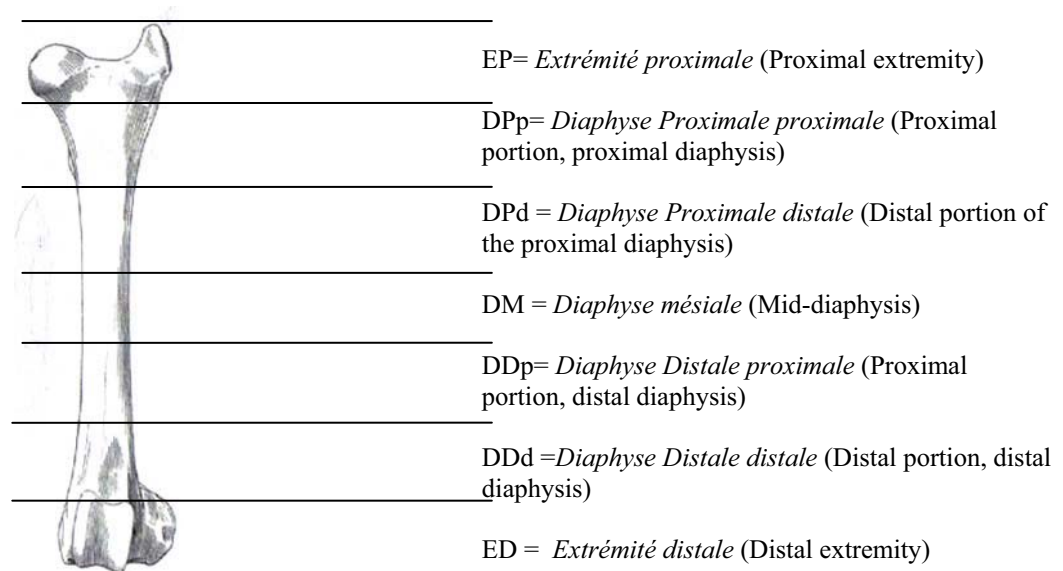 EP= Extrémité proximale (Proximal extremity)
DPp= Diaphyse Proximale proximale (Proximal
portion, proximal diaphysis)
DPd = Diaphyse Proximale distale (Distal portion of
the proximal diaphysis)
DM = Diaphyse mésiale (Mid-diaphysis)
DDp= Diaphyse Distale proximale (Proximal
portion, distal diaphysis)
DDd =Diaphyse Distale distale (Distal portion, distal
diaphysis)
ED = Extrémité distale (Distal extremity)